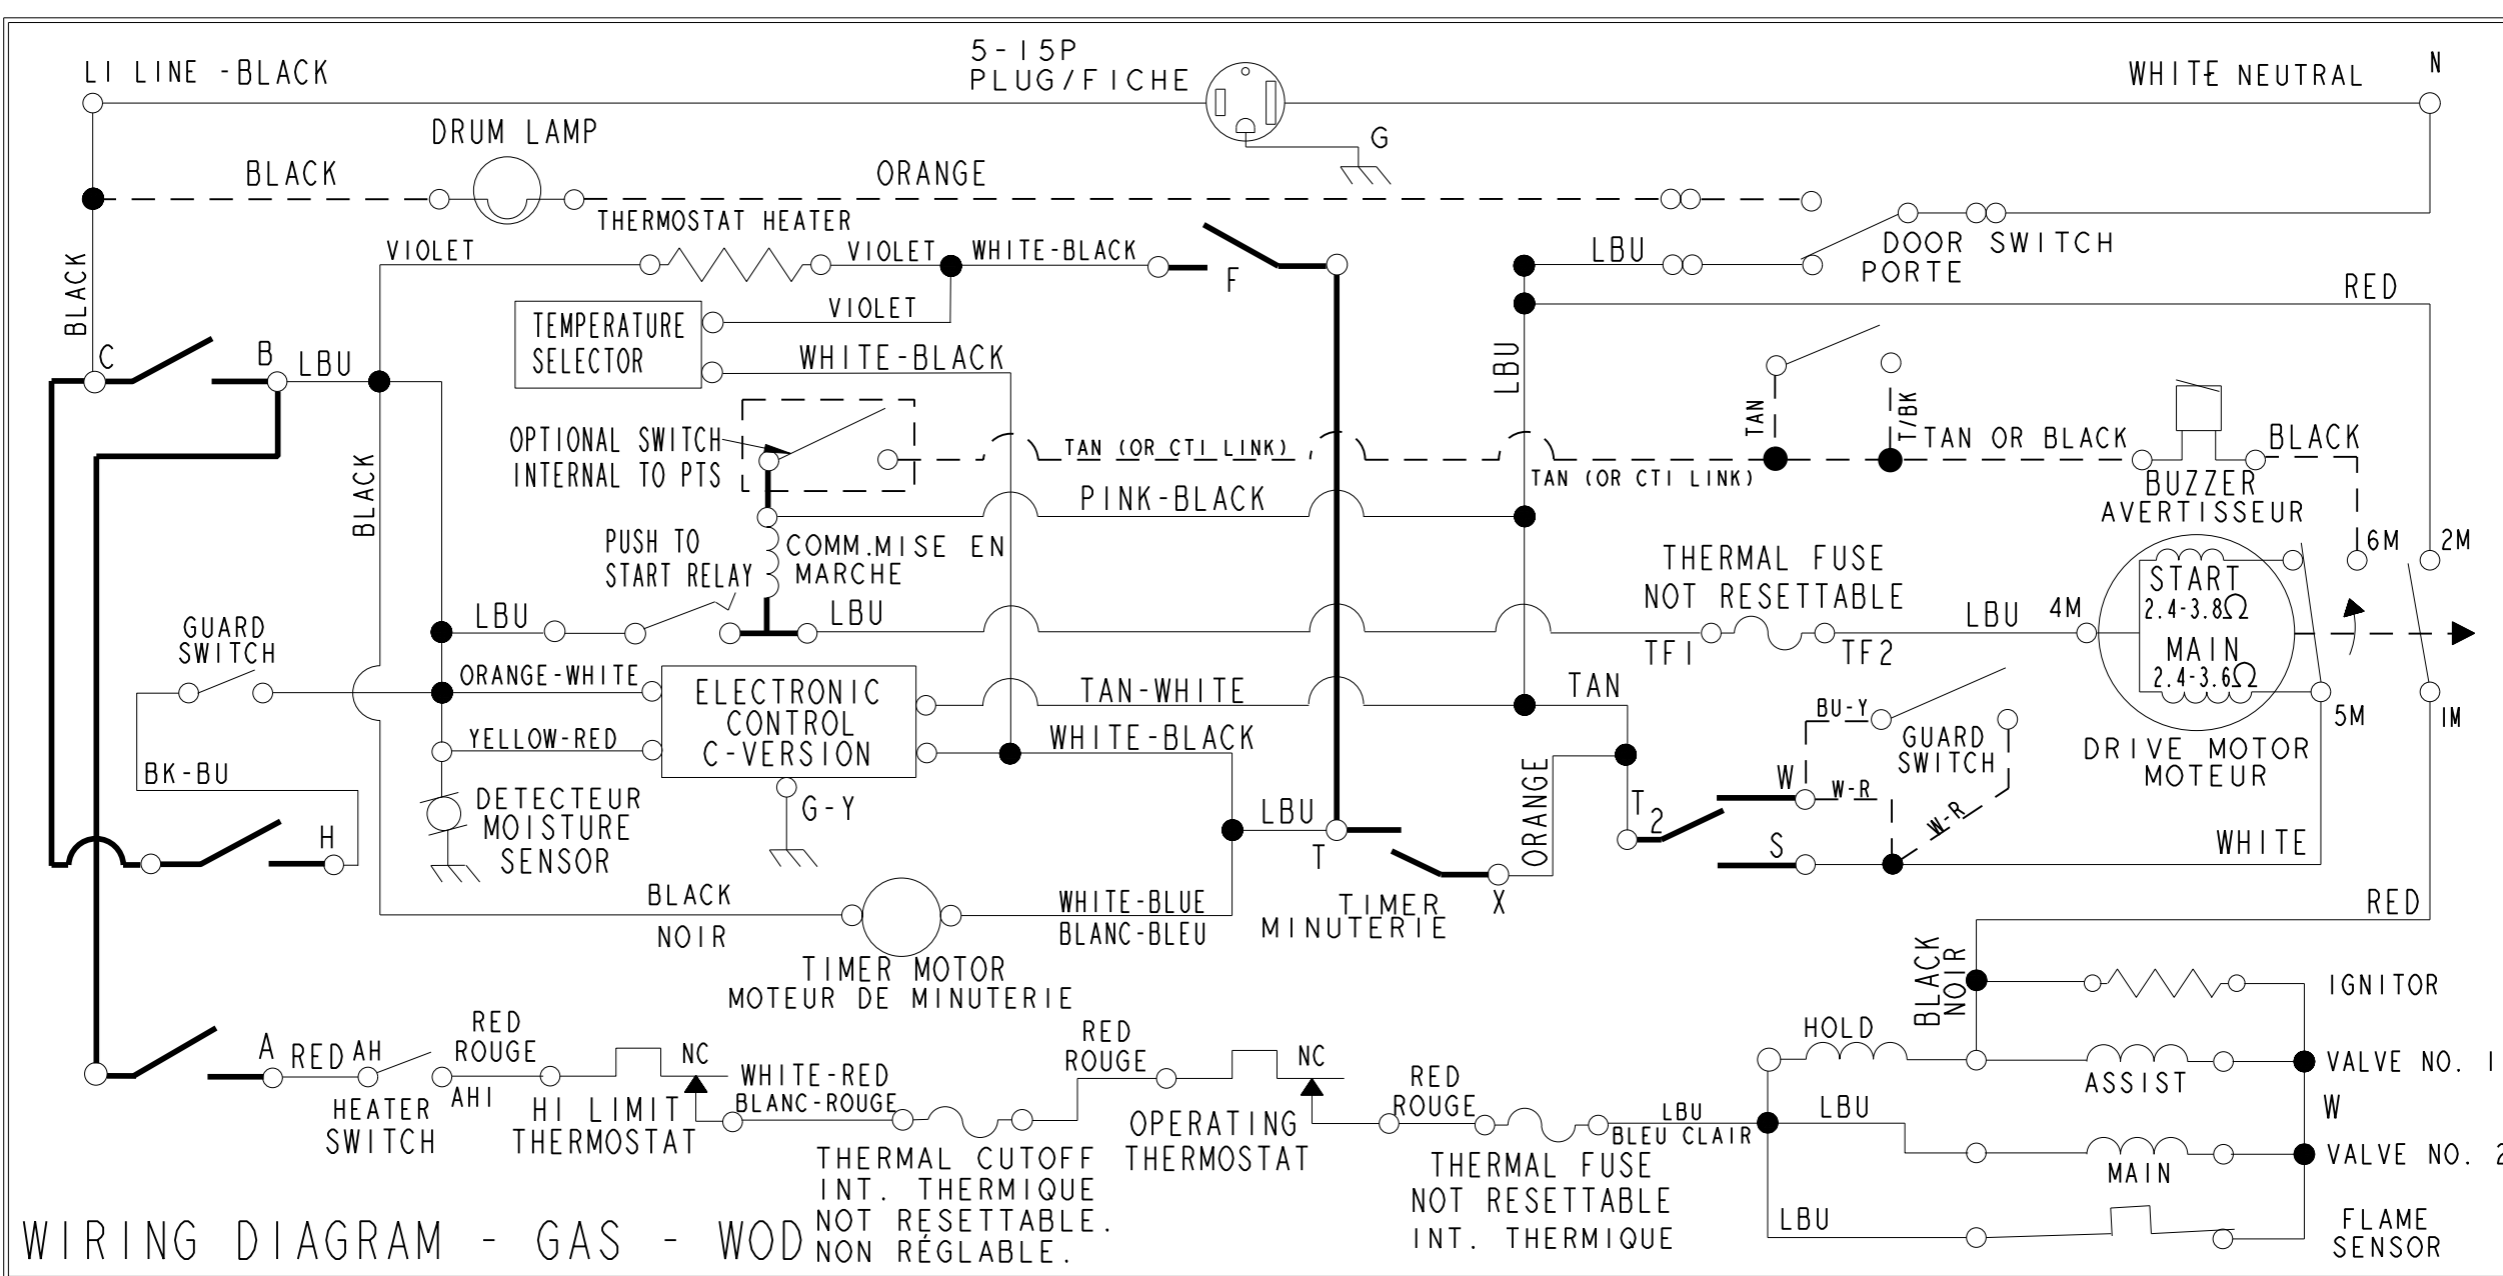 LI LINE -BLACK
5-15P
PLUG/FICHE
WHITE NEUTRAL
N
G
DRUM LAMP
BLACK
ORANGE
THERMOSTAT HEATER
VIOLET
VIOLET
WHITE-BLACK
F
LBU
DOOR SWITCH
PORTE
RED
BLACK
C
B
LBU
TEMPERATURE
SELECTOR
VIOLET
WHITE-BLACK
LBU
TAN
T/BK
OPTIONAL SWITCH
INTERNAL TO PTS
TAN (OR CTI LINK)
TAN (OR CTI LINK)
TAN OR BLACK
BLACK
BUZZER
AVERTISSEUR
BLACK
PINK-BLACK
PUSH TO
START RELAY
COMM.MISE EN
MARCHE
THERMAL FUSE
NOT RESETTABLE
6M
2M
START
2.4-3.8Ω
MAIN
2.4-3.6Ω
LBU
LBU
TF1
TF2
LBU
4M
GUARD
SWITCH
ORANGE-WHITE
ELECTRONIC
CONTROL
C-VERSION
TAN-WHITE
TAN
BU-Y
GUARD
SWITCH
5M
IM
DRIVE MOTOR
MOTEUR
YELLOW-RED
WHITE-BLACK
BK-BU
G-Y
DETECTEUR
MOISTURE
SENSOR
LBU
T
ORANGE
T2
W
W-R
W-R
S
WHITE
H
TIMER
MINUTERIE
X
BLACK
NOIR
WHITE-BLUE
BLANC-BLEU
TIMER MOTOR
MOTEUR DE MINUTERIE
RED
BLACK
NOIR
IGNITOR
A
RED
AH
HEATER
SWITCH
RED
ROUGE
AHI
HI LIMIT
THERMOSTAT
NC
WHITE-RED
BLANC-ROUGE
THERMAL CUTOFF
INT. THERMIQUE
NOT RESETTABLE.
NON RÉGLABLE.
RED
ROUGE
OPERATING
THERMOSTAT
NC
RED
ROUGE
THERMAL FUSE
NOT RESETTABLE
INT. THERMIQUE
LBU
BLEU CLAIR
HOLD
ASSIST
VALVE NO. 1
W
LBU
MAIN
VALVE NO. 2
LBU
FLAME
SENSOR
WIRING DIAGRAM - GAS - WOD